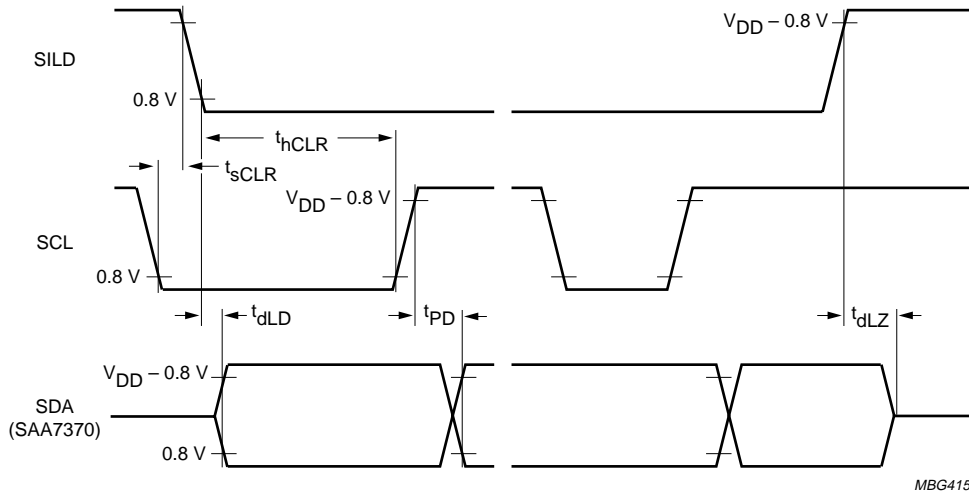 V_DD – 0.8 V
SILD
0.8 V
t_hCLR
t_sCLR
V_DD – 0.8 V
SCL
0.8 V
t_dLD
t_PD
t_dLZ
V_DD – 0.8 V
SDA
(SAA7370)
0.8 V
MBG415